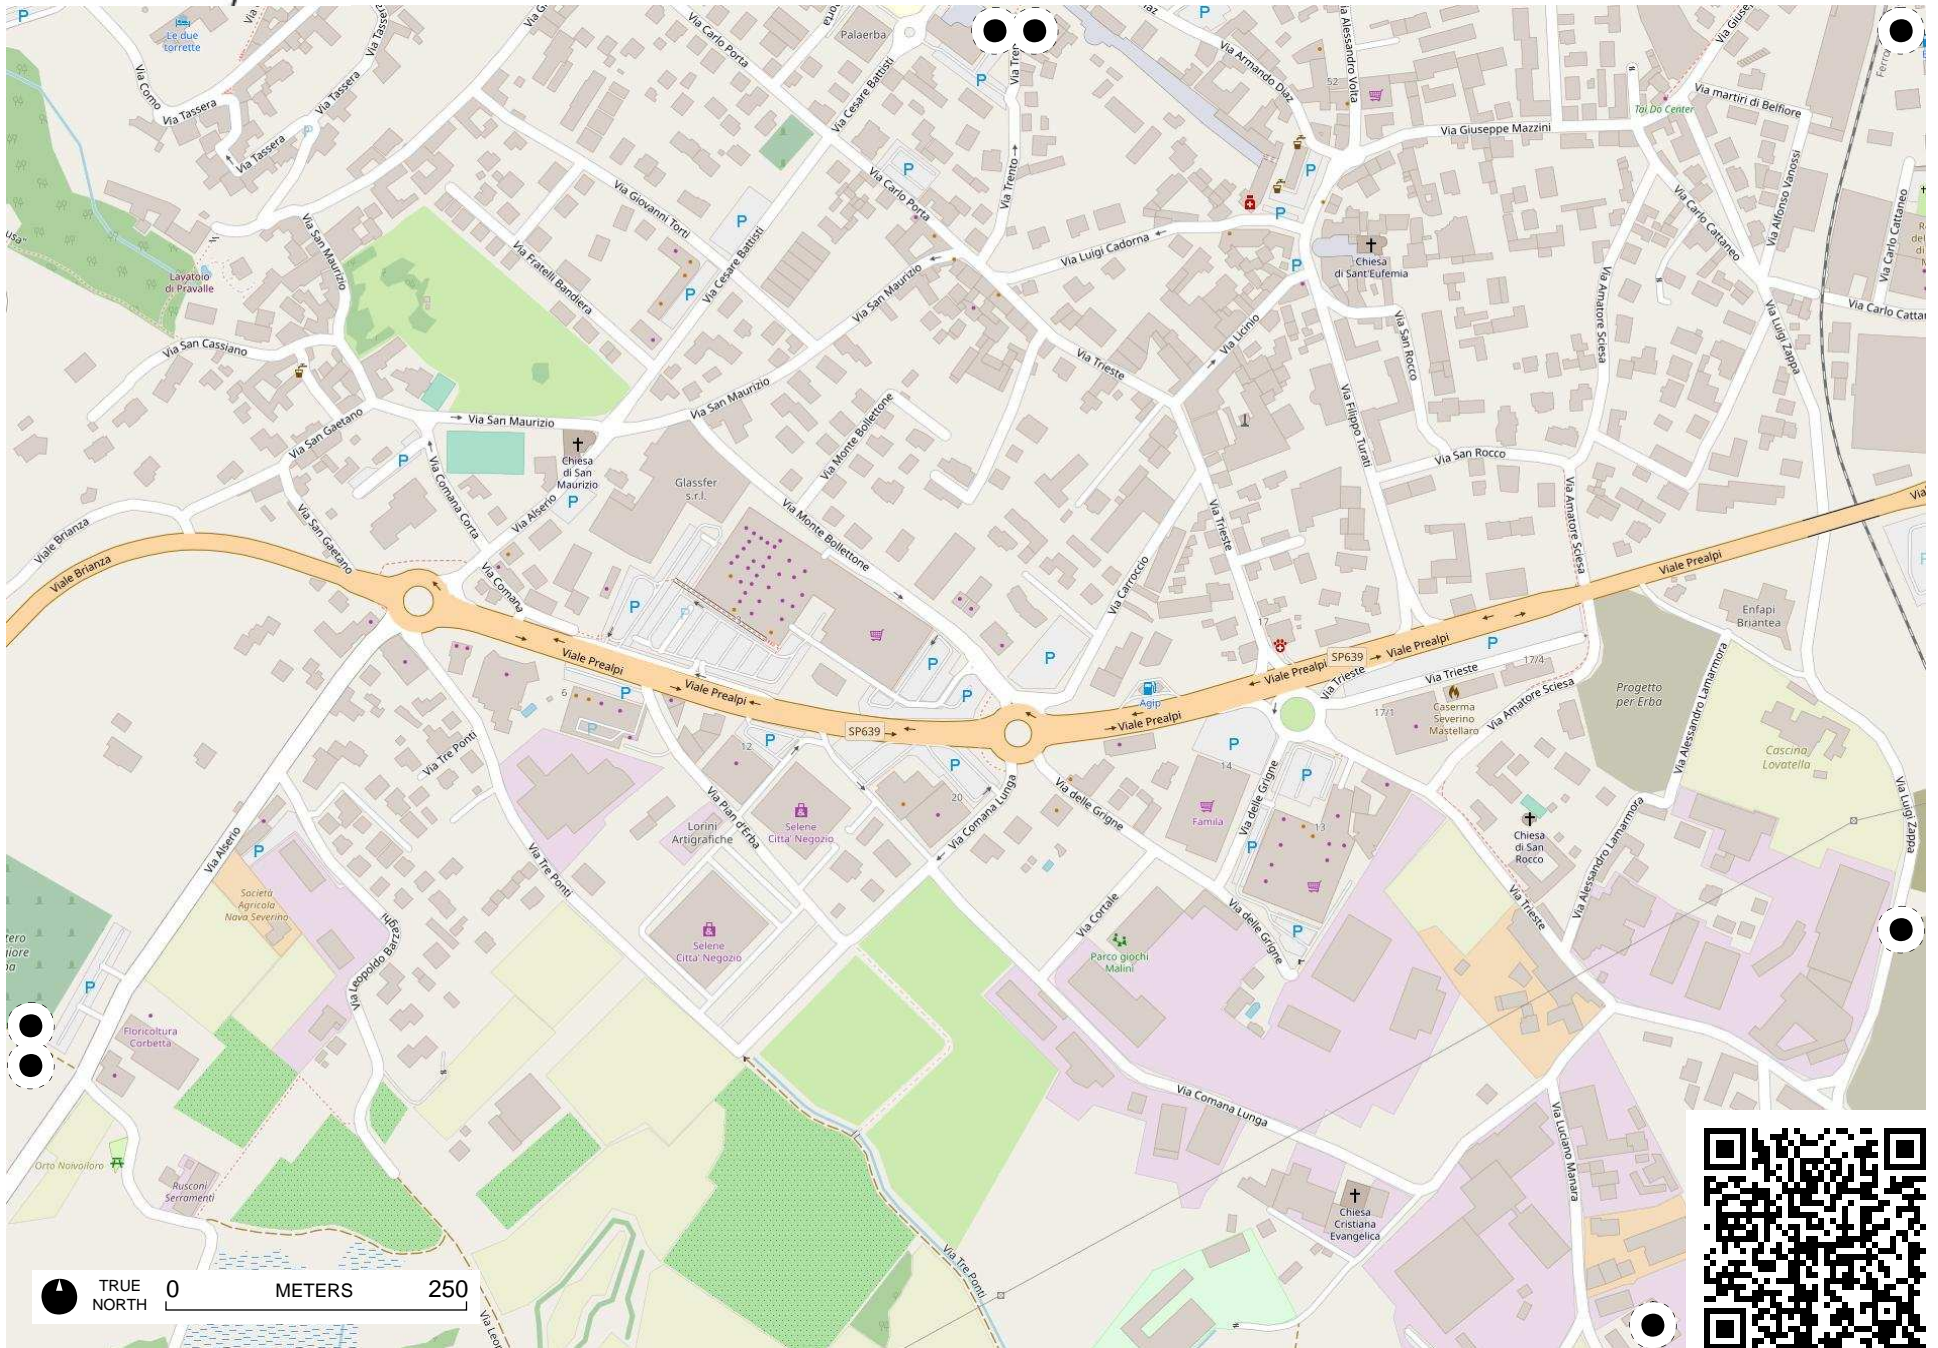 P
Le due
torrette
Via Como
Via Tassera
Via Tassera
Via Tassera
Via Carlo Porta
Palaerba
Via Cesare Battisti
P
P
Via Armando Diaz
52
Via Alessandro Volta
Via Giuseppe Mazzini
Tai Do Center
Via martiri di Belfiore
Via Giovanni Torti
P
P
Via Carlo Porta
Via Trento
P
P
Via Carlo Cattaneo
Via Alfonso Vanossi
Via Carlo Cattaneo
Via San Maurizio
Via Fratelli Bandiera
P
Via Cesare Battisti
Via San Maurizio
Via Luigi Cadorna
P
Chiesa
di Sant'Eufemia
Lavatoio
di Pravalle
Via San Cassiano
Via Licinio
Via San Rocco
Via Amatore Sciesa
Via Luigi Zappa
Via Trieste
Via San Gaetano
Via San Maurizio
Via San Maurizio
Via Monte Bollettone
Via Filippo Turati
Via San Rocco
P
Via Comana Corta
Chiesa
di San
Maurizio
P
Glassfer
s.r.l.
Via Alserio
Via San Gaetano
Viale Brianza
Viale Brianza
Via Monte Bollettone
Via Trieste
Via Amatore Sciesa
Via Carroccio
Viale Prealpi
Via Comana
P
P
17
Enfapi
Briantea
Viale Prealpi
Viale Prealpi
P
P
P
SP639
Viale Prealpi
Viale Prealpi
P
17/4
Via Trieste
Via Trieste
Agip
Viale Prealpi
17/1
Caserma
Severino
Mastellaro
Via Amatore Sciesa
Progetto
per Erba
Via Alessandro Lamarmora
Cascina
Lovatella
6
P
P
12
P
SP639
P
20
P
14
Famila
Via delle Grigne
P
13
P
Via Tre Ponti
Via Pian d'Erba
Lorini
Artigrafiche
Selene
Citta' Negozio
Via Comana Lunga
Via delle Grigne
Chiesa
di San
Rocco
Via Luigi Zappa
Via Alserio
P
Via Tre Ponti
Società
Agricola
Nava Severino
Via Leopoldo Barzaghi
Selene
Citta' Negozio
Via Cortale
Parco giochi
Malini
Via delle Grigne
P
Via Trieste
Via Alessandro Lamarmora
P
Floricoltura
Corbetta
Via Comana Lunga
Via Luciano Manara
Orto Noivoiloro
Rusconi
Serramenti
Chiesa
Cristiana
Evangelica
Via Tre Ponti
TRUE
NORTH
0 METERS 250